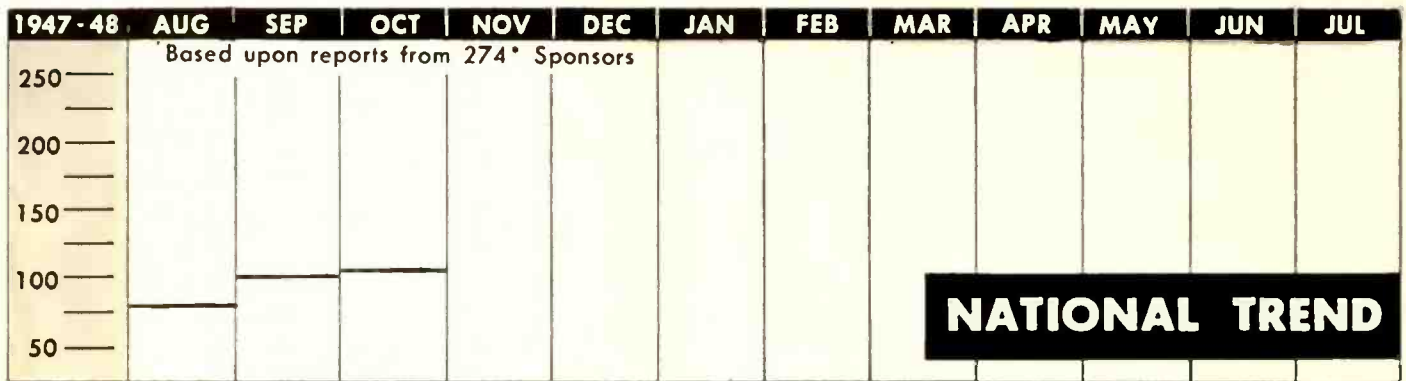 1947-48 AUG SEP OCT NOV DEC JAN FEB MAR APR MAY JUN JUL
Based upon reports from 274* Sponsors
250
200
150
100
50
NATIONAL TREND